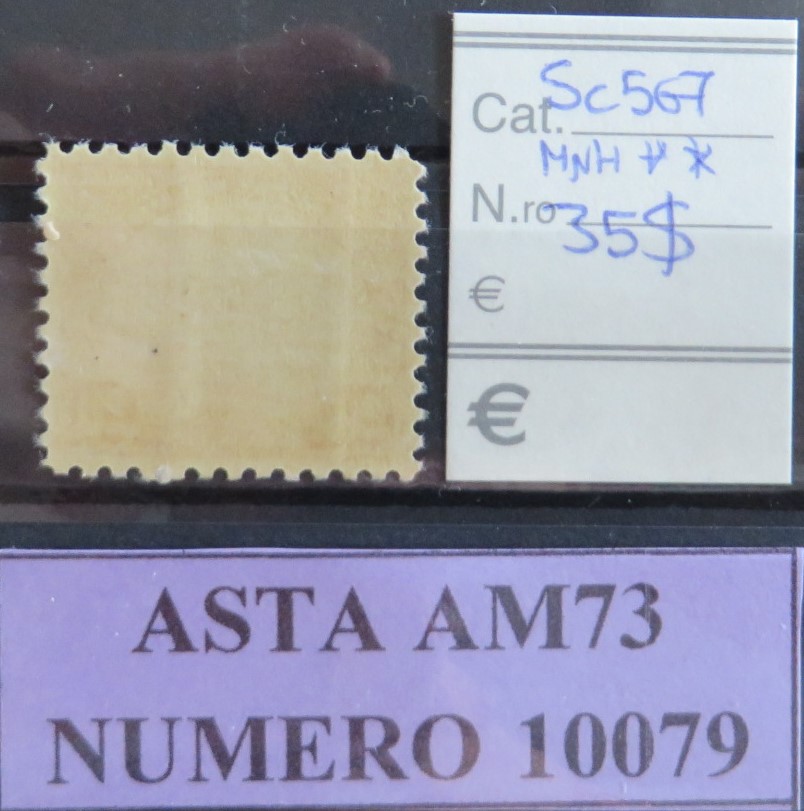 Cat. Sc567
MNH **
N.ro 35$
€
€
ASTA AM73
NUMERO 10079